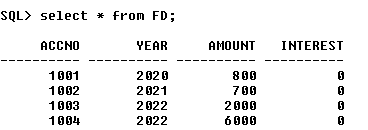 SQL> select * from FD;
ACCNO YEAR AMOUNT INTEREST
---------- ---------- ---------- ----------
1001 2020 800 0
1002 2021 700 0
1003 2022 2000 0
1004 2022 6000 0